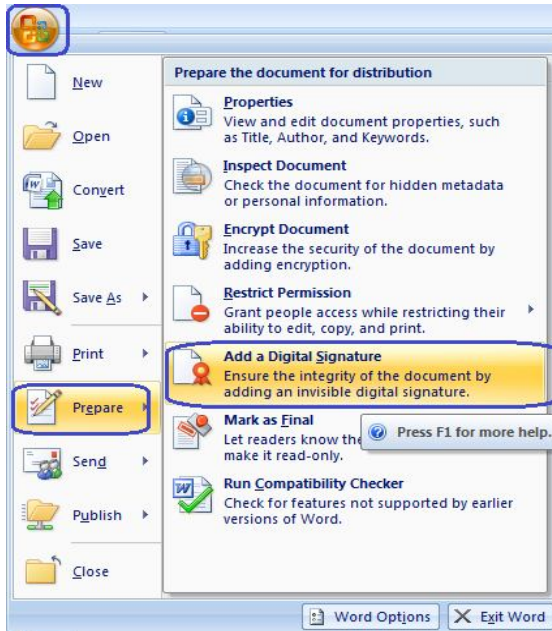 New
Open
Convert
Save
Save As
Print
Prepare
Send
Publish
Close
Prepare the document for distribution
Properties
View and edit document properties, such
as Title, Author, and Keywords.
Inspect Document
Check the document for hidden metadata
or personal information.
Encrypt Document
Increase the security of the document by
adding encryption.
Restrict Permission
Grant people access while restricting their
ability to edit, copy, and print.
Add a Digital Signature
Ensure the integrity of the document by
adding an invisible digital signature.
Mark as Final
Let readers know the
make it read-only.
Press F1 for more help.
Run Compatibility Checker
Check for features not supported by earlier
versions of Word.
Word Options
Exit Word